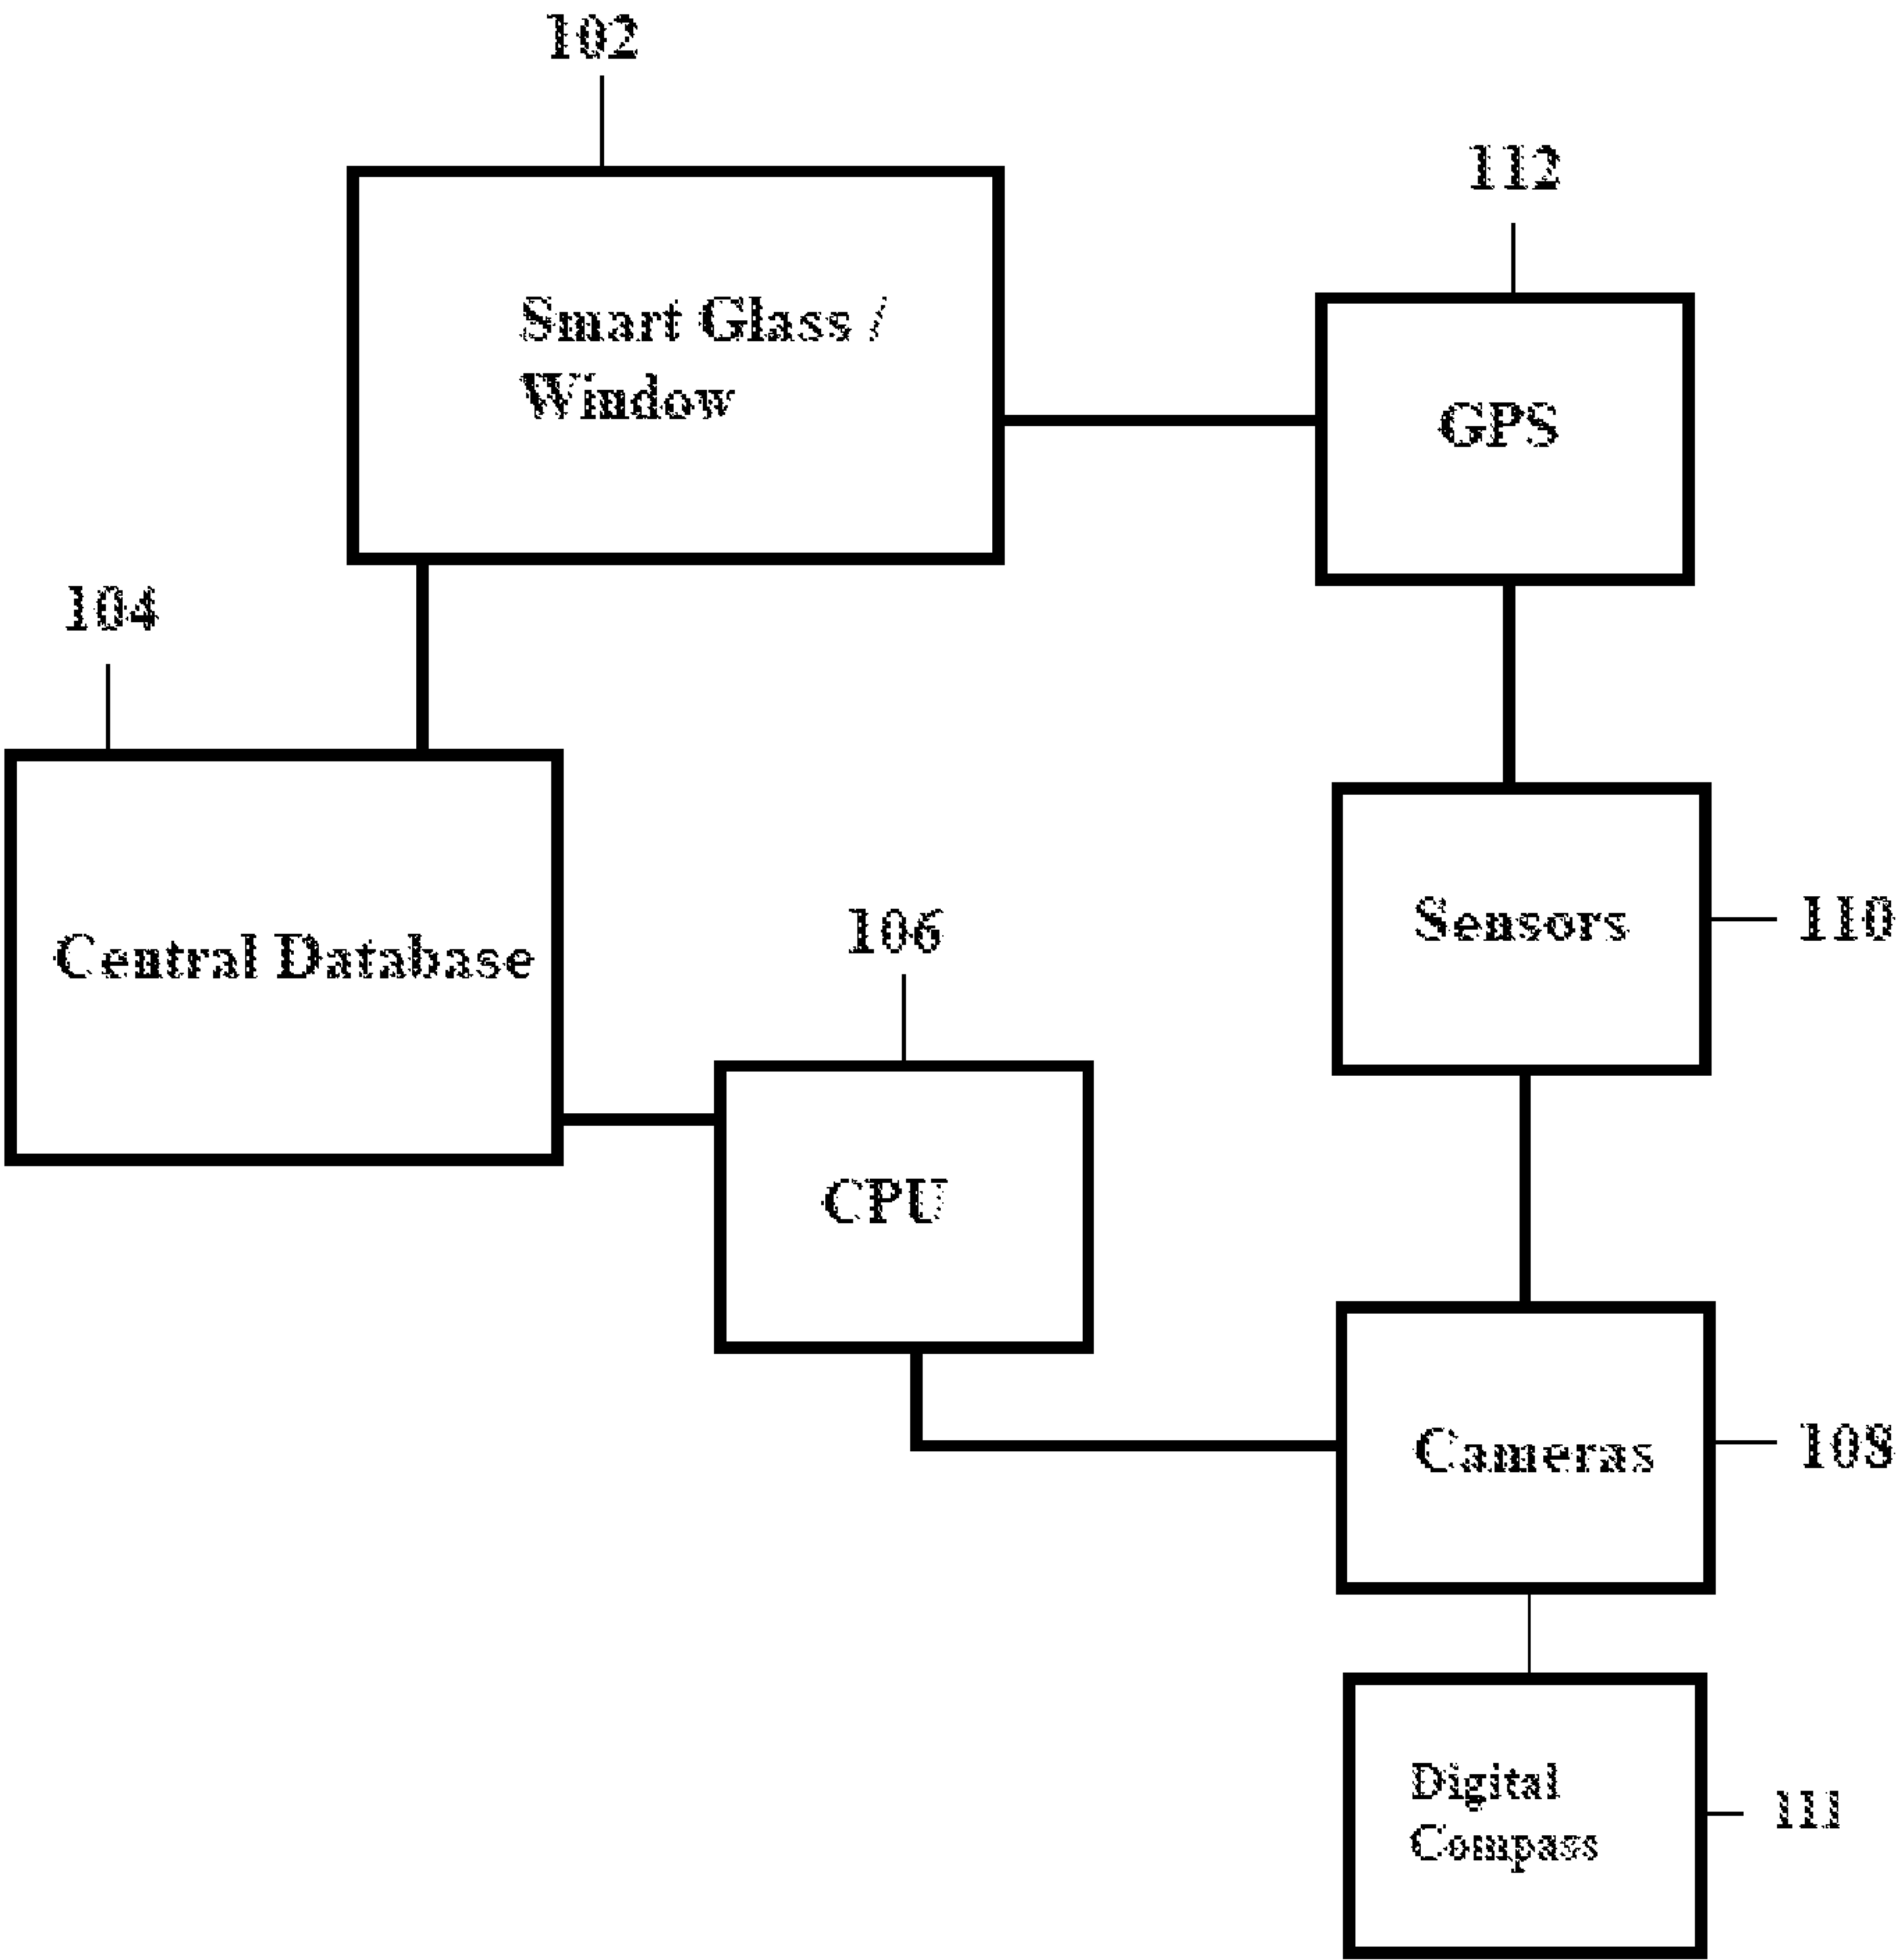 102
112
Smart Glass /
Window
GPS
104
Sensors
110
106
Central Database
CPU
Cameras
108
Digital
Compass
111